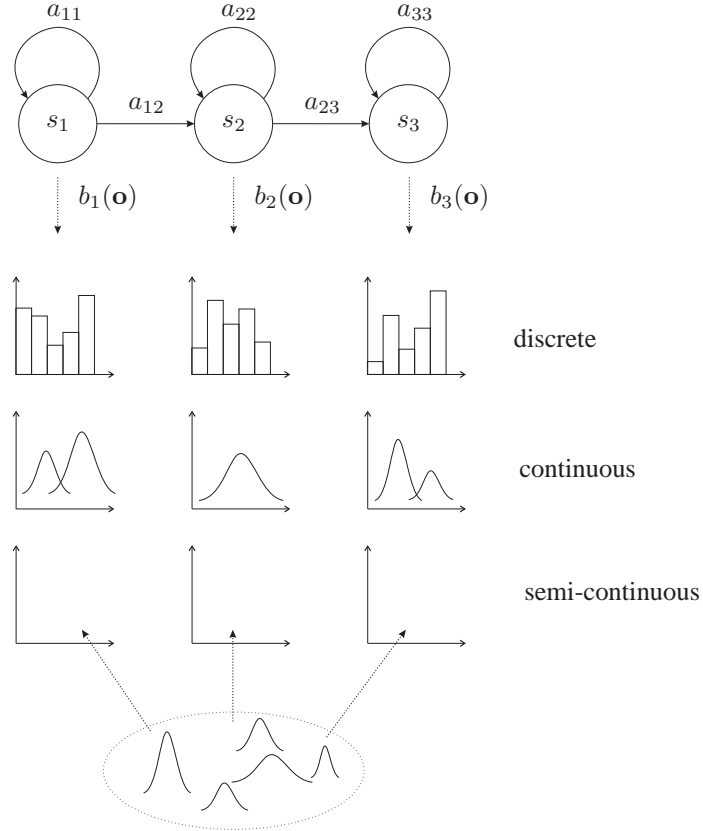 a₁₁ a₂₂ a₃₃
s₁ a₁₂ s₂ a₂₃ s₃
b₁(𝐨) b₂(𝐨) b₃(𝐨)
discrete
continuous
semi-continuous